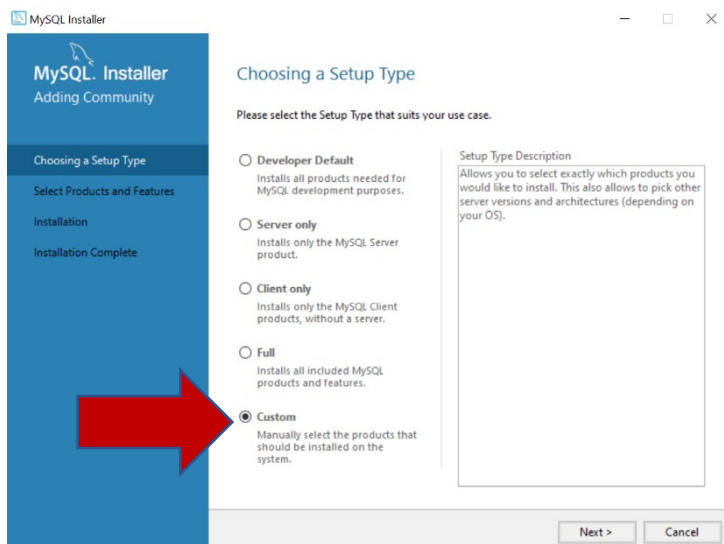 MySQL Installer
MySQL. Installer
Adding Community
Choosing a Setup Type
Select Products and Features
Installation
Installation Complete
Choosing a Setup Type
Please select the Setup Type that suits your use case.
Developer Default
Installs all products needed for
MySQL development purposes.
Server only
Installs only the MySQL Server
product.
Client only
Installs only the MySQL Client
products, without a server.
Full
Installs all included MySQL
products and features.
Custom
Manually select the products that
should be installed on the
system.
Setup Type Description
Allows you to select exactly which products you
would like to install. This also allows to pick other
server versions and architectures (depending on
your OS).
Next >
Cancel